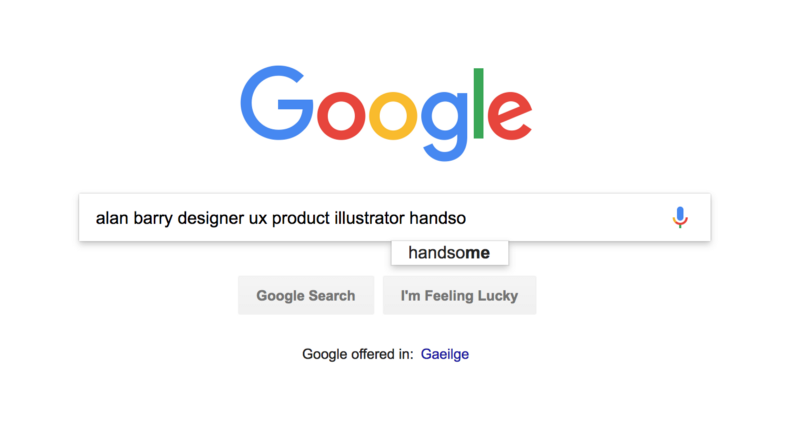 Google
alan barry designer ux product illustrator handso
handsome
Google Search
I'm Feeling Lucky
Google offered in: Gaeilge